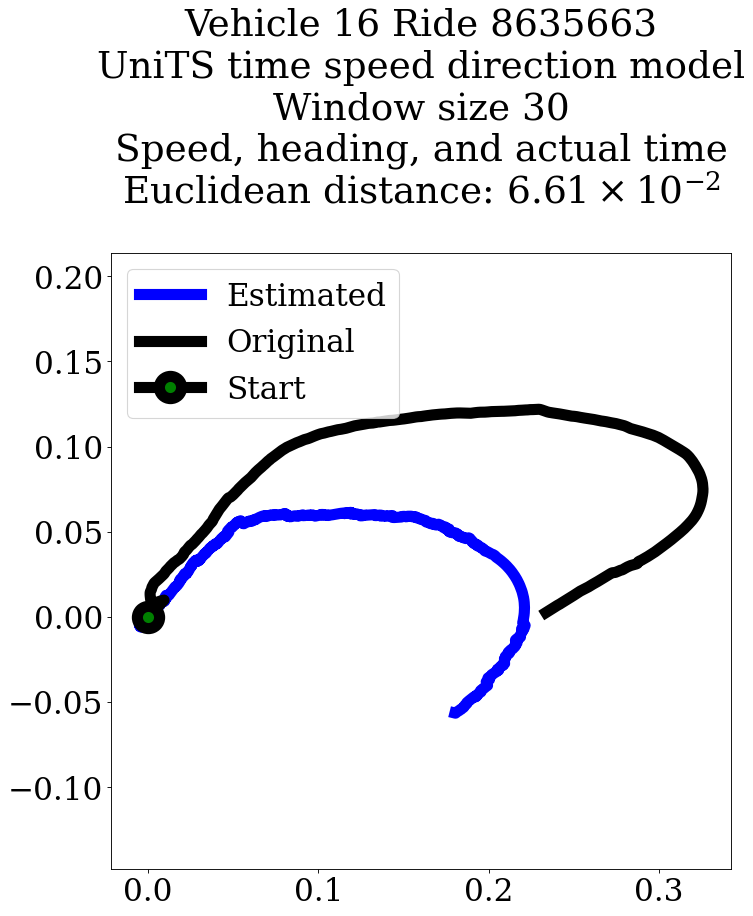 Vehicle 16 Ride 8635663
UniTS time speed direction model
Window size 30
Speed, heading, and actual time
Euclidean distance: 6.61 × 10⁻²
0.20
0.15
0.10
0.05
0.00
−0.05
−0.10
Estimated
Original
Start
0.0 0.1 0.2 0.3